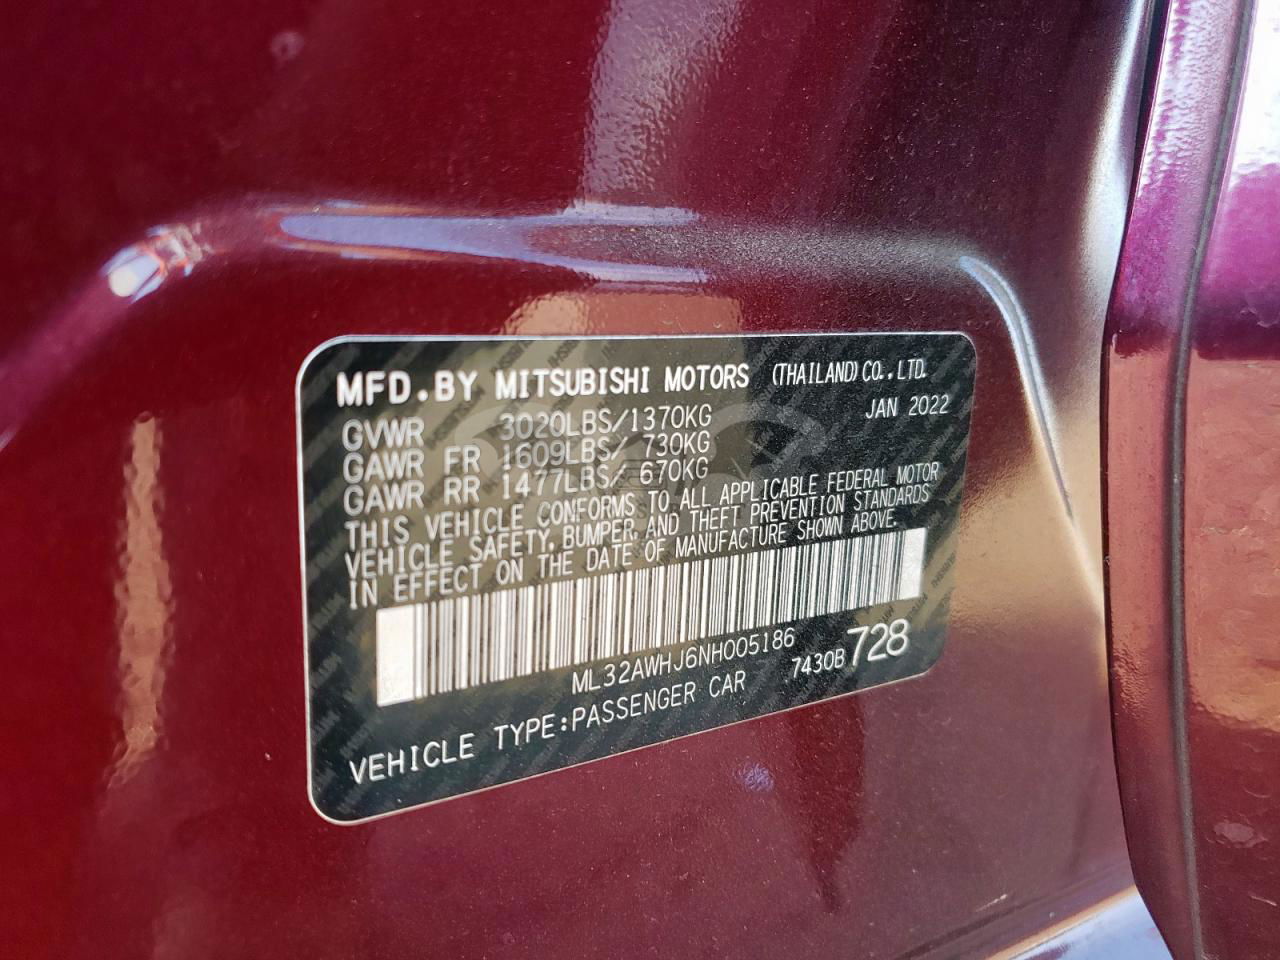 MFD.BY MITSUBISHI MOTORS (THAILAND) CO.,LTD.
JAN 2022
GVWR 3020LBS/1370KG
GAWR FR 1609LBS/ 730KG
GAWR RR 1477LBS/ 670KG
THIS VEHICLE CONFORMS TO ALL APPLICABLE FEDERAL MOTOR
VEHICLE SAFETY, BUMPER, AND THEFT PREVENTION STANDARDS
IN EFFECT ON THE DATE OF MANUFACTURE SHOWN ABOVE.
ML32AWHJ6NH005186
7430B 728
VEHICLE TYPE:PASSENGER CAR